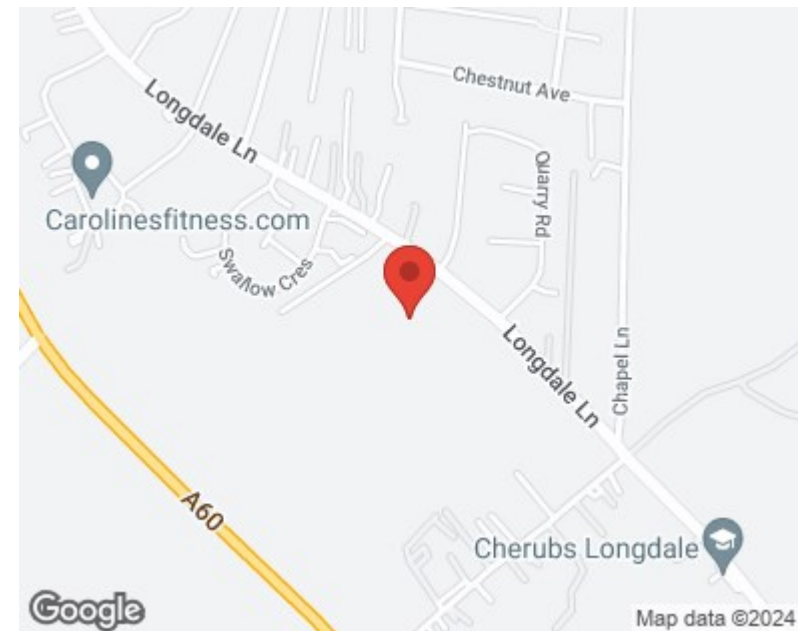 Chestnut Ave
Longdale Ln
Quarry Rd
Carolinesfitness.com
Swallow Cres
Longdale Ln
Chapel Ln
A60
Cherubs Longdale
Google
Map data ©2024